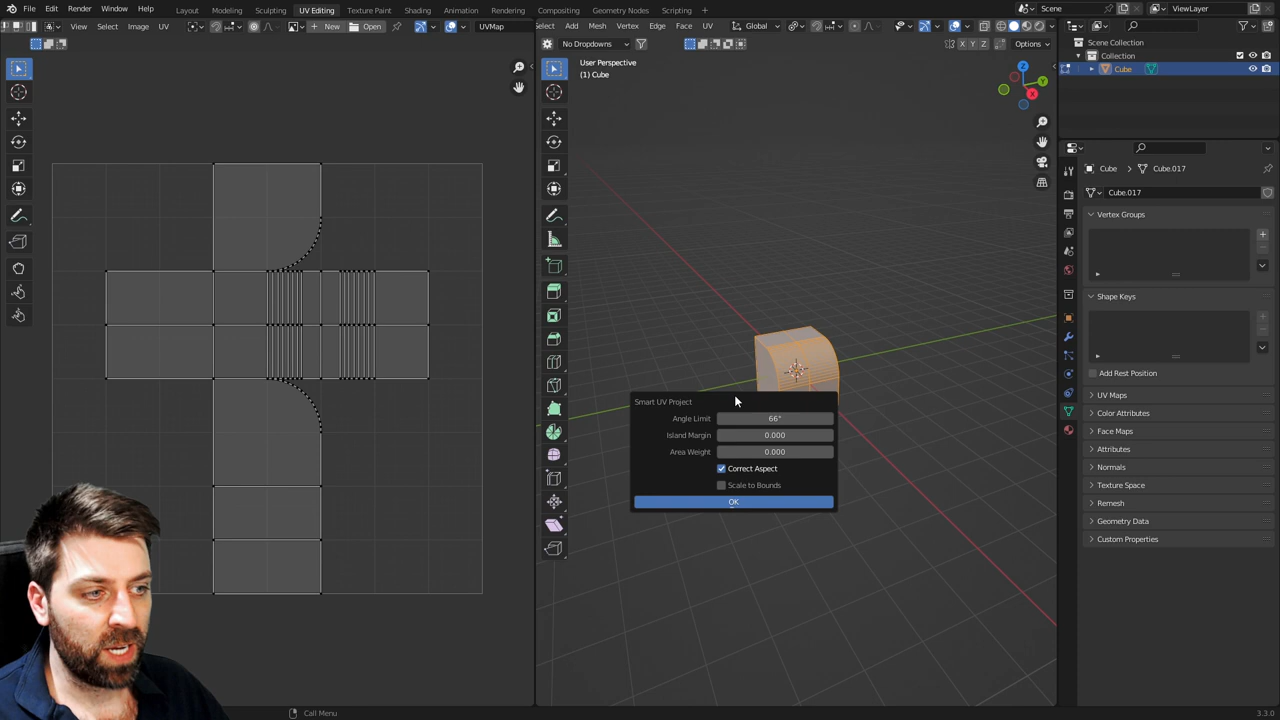 File Edit Render Window Help Layout Modeling Sculpting UV Editing Texture Paint Shading Animation Rendering Compositing Geometry Nodes Scripting Scene ViewLayer
View Select Image UV New Open UVMap
Select Add Mesh Vertex Edge Face UV Global
No Dropdowns X Y Z Options
User Perspective
(1) Cube
Z
Y
X
Scene Collection
Collection
Cube
Cube Cube.017
Cube.017
Vertex Groups
Shape Keys
Add Rest Position
UV Maps
Color Attributes
Face Maps
Attributes
Normals
Texture Space
Remesh
Geometry Data
Custom Properties
Smart UV Project
Angle Limit 66°
Island Margin 0.000
Area Weight 0.000
Correct Aspect
Scale to Bounds
OK
Call Menu
3.3.0